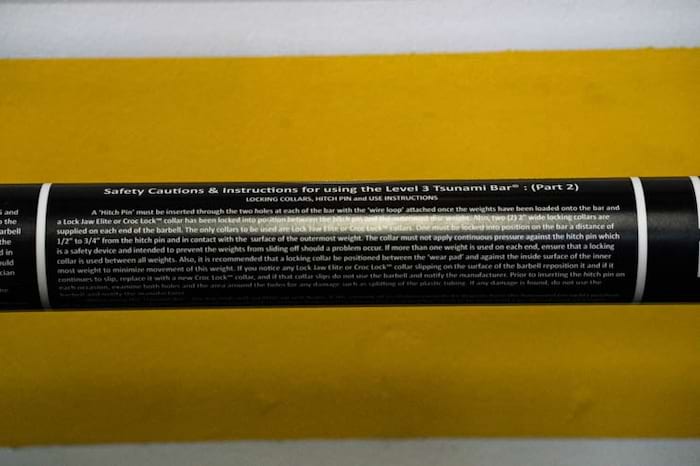 Safety Cautions & Instructions for using the Level 3 Tsunami Bar® : (Part 2)
LOCKING COLLARS, HITCH PIN and USE INSTRUCTIONS
A 'Hitch Pin' must be inserted through the two holes at each of the bar with the 'wire loop' attached once the weights have been loaded onto the bar and
a Lock Jaw Elite or Croc Lock™ collar has been locked into position between the hitch pin and the outermost weight. Also, two (2) 2" wide locking collars are
supplied on each end of the barbell. The only collars to be used are Lock Jaw Elite or Croc Lock™ collars. One must be locked into position on the bar a distance of
1/2" to 3/4" from the hitch pin and in contact with the surface of the outermost weight. The collar must not apply continuous pressure against the hitch pin which
is a safety device and intended to prevent the weights from sliding off should a problem occur. If more than one weight is used on each end, ensure that a locking
collar is used between all weights. Also, it is recommended that a locking collar be positioned between the 'wear pad' and against the inside surface of the inner
most weight to minimize movement of this weight. If you notice any Lock Jaw Elite or Croc Lock™ collar slipping on the surface of the barbell reposition it and if it
continues to slip, replace it with a new Croc Lock™ collar, and if that collar slips do not use the barbell and notify the manufacturer. Prior to inserting the hitch pin on
each occasion, examine both holes and the area around the holes for any damage such as splitting of the plastic tubing. If any damage is found, do not use the
barbell and notify the manufacturer.
and
the
arbell
the
in